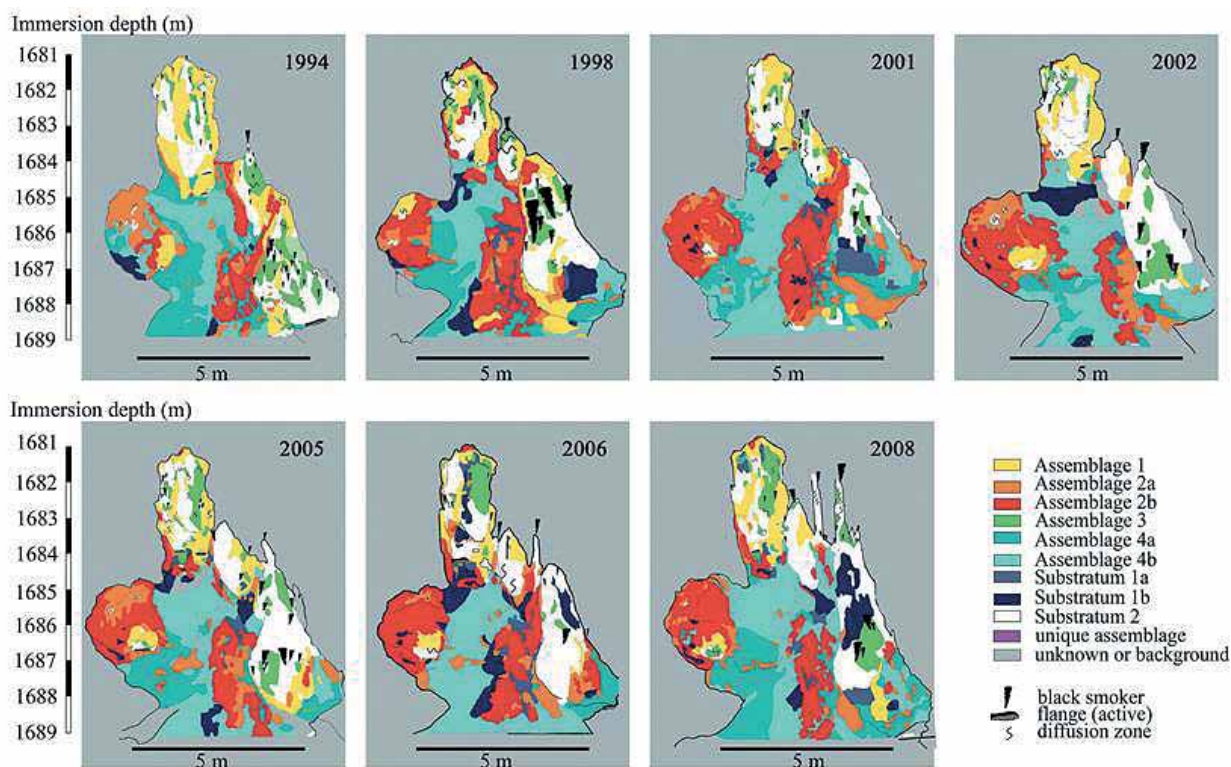 Immersion depth (m)
1994
1998
2001
2002
1681
1682
1683
1684
1685
1686
1687
1688
1689
5 m
5 m
5 m
5 m
Immersion depth (m)
2005
2006
2008
1681
1682
1683
1684
1685
1686
1687
1688
1689
5 m
5 m
5 m
Assemblage 1
Assemblage 2a
Assemblage 2b
Assemblage 3
Assemblage 4a
Assemblage 4b
Substratum 1a
Substratum 1b
Substratum 2
unique assemblage
unknown or background
black smoker
flange (active)
diffusion zone